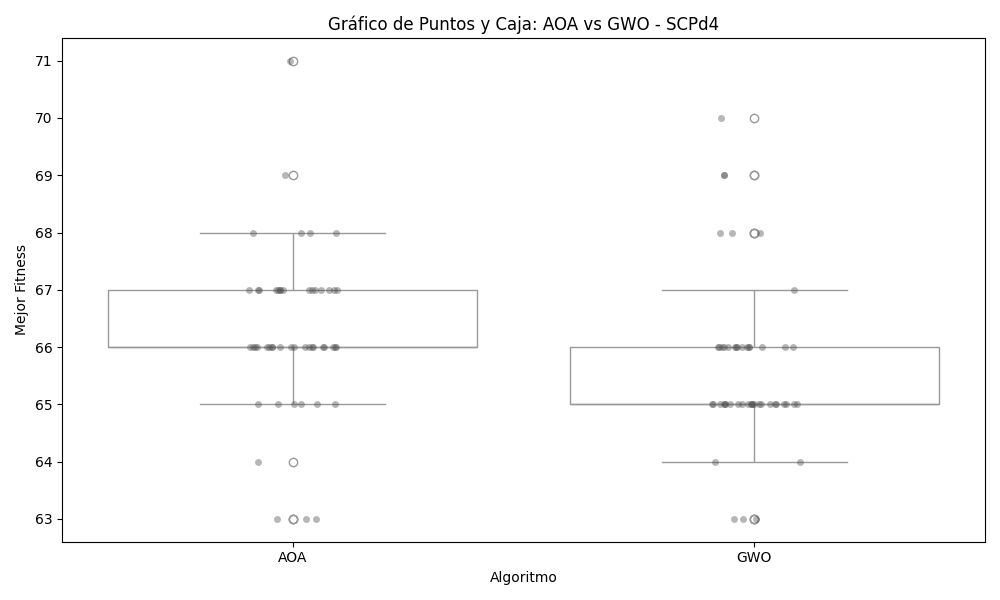 Gráfico de Puntos y Caja: AOA vs GWO - SCPd4
Mejor Fitness
71
70
69
68
67
66
65
64
63
AOA
GWO
Algoritmo